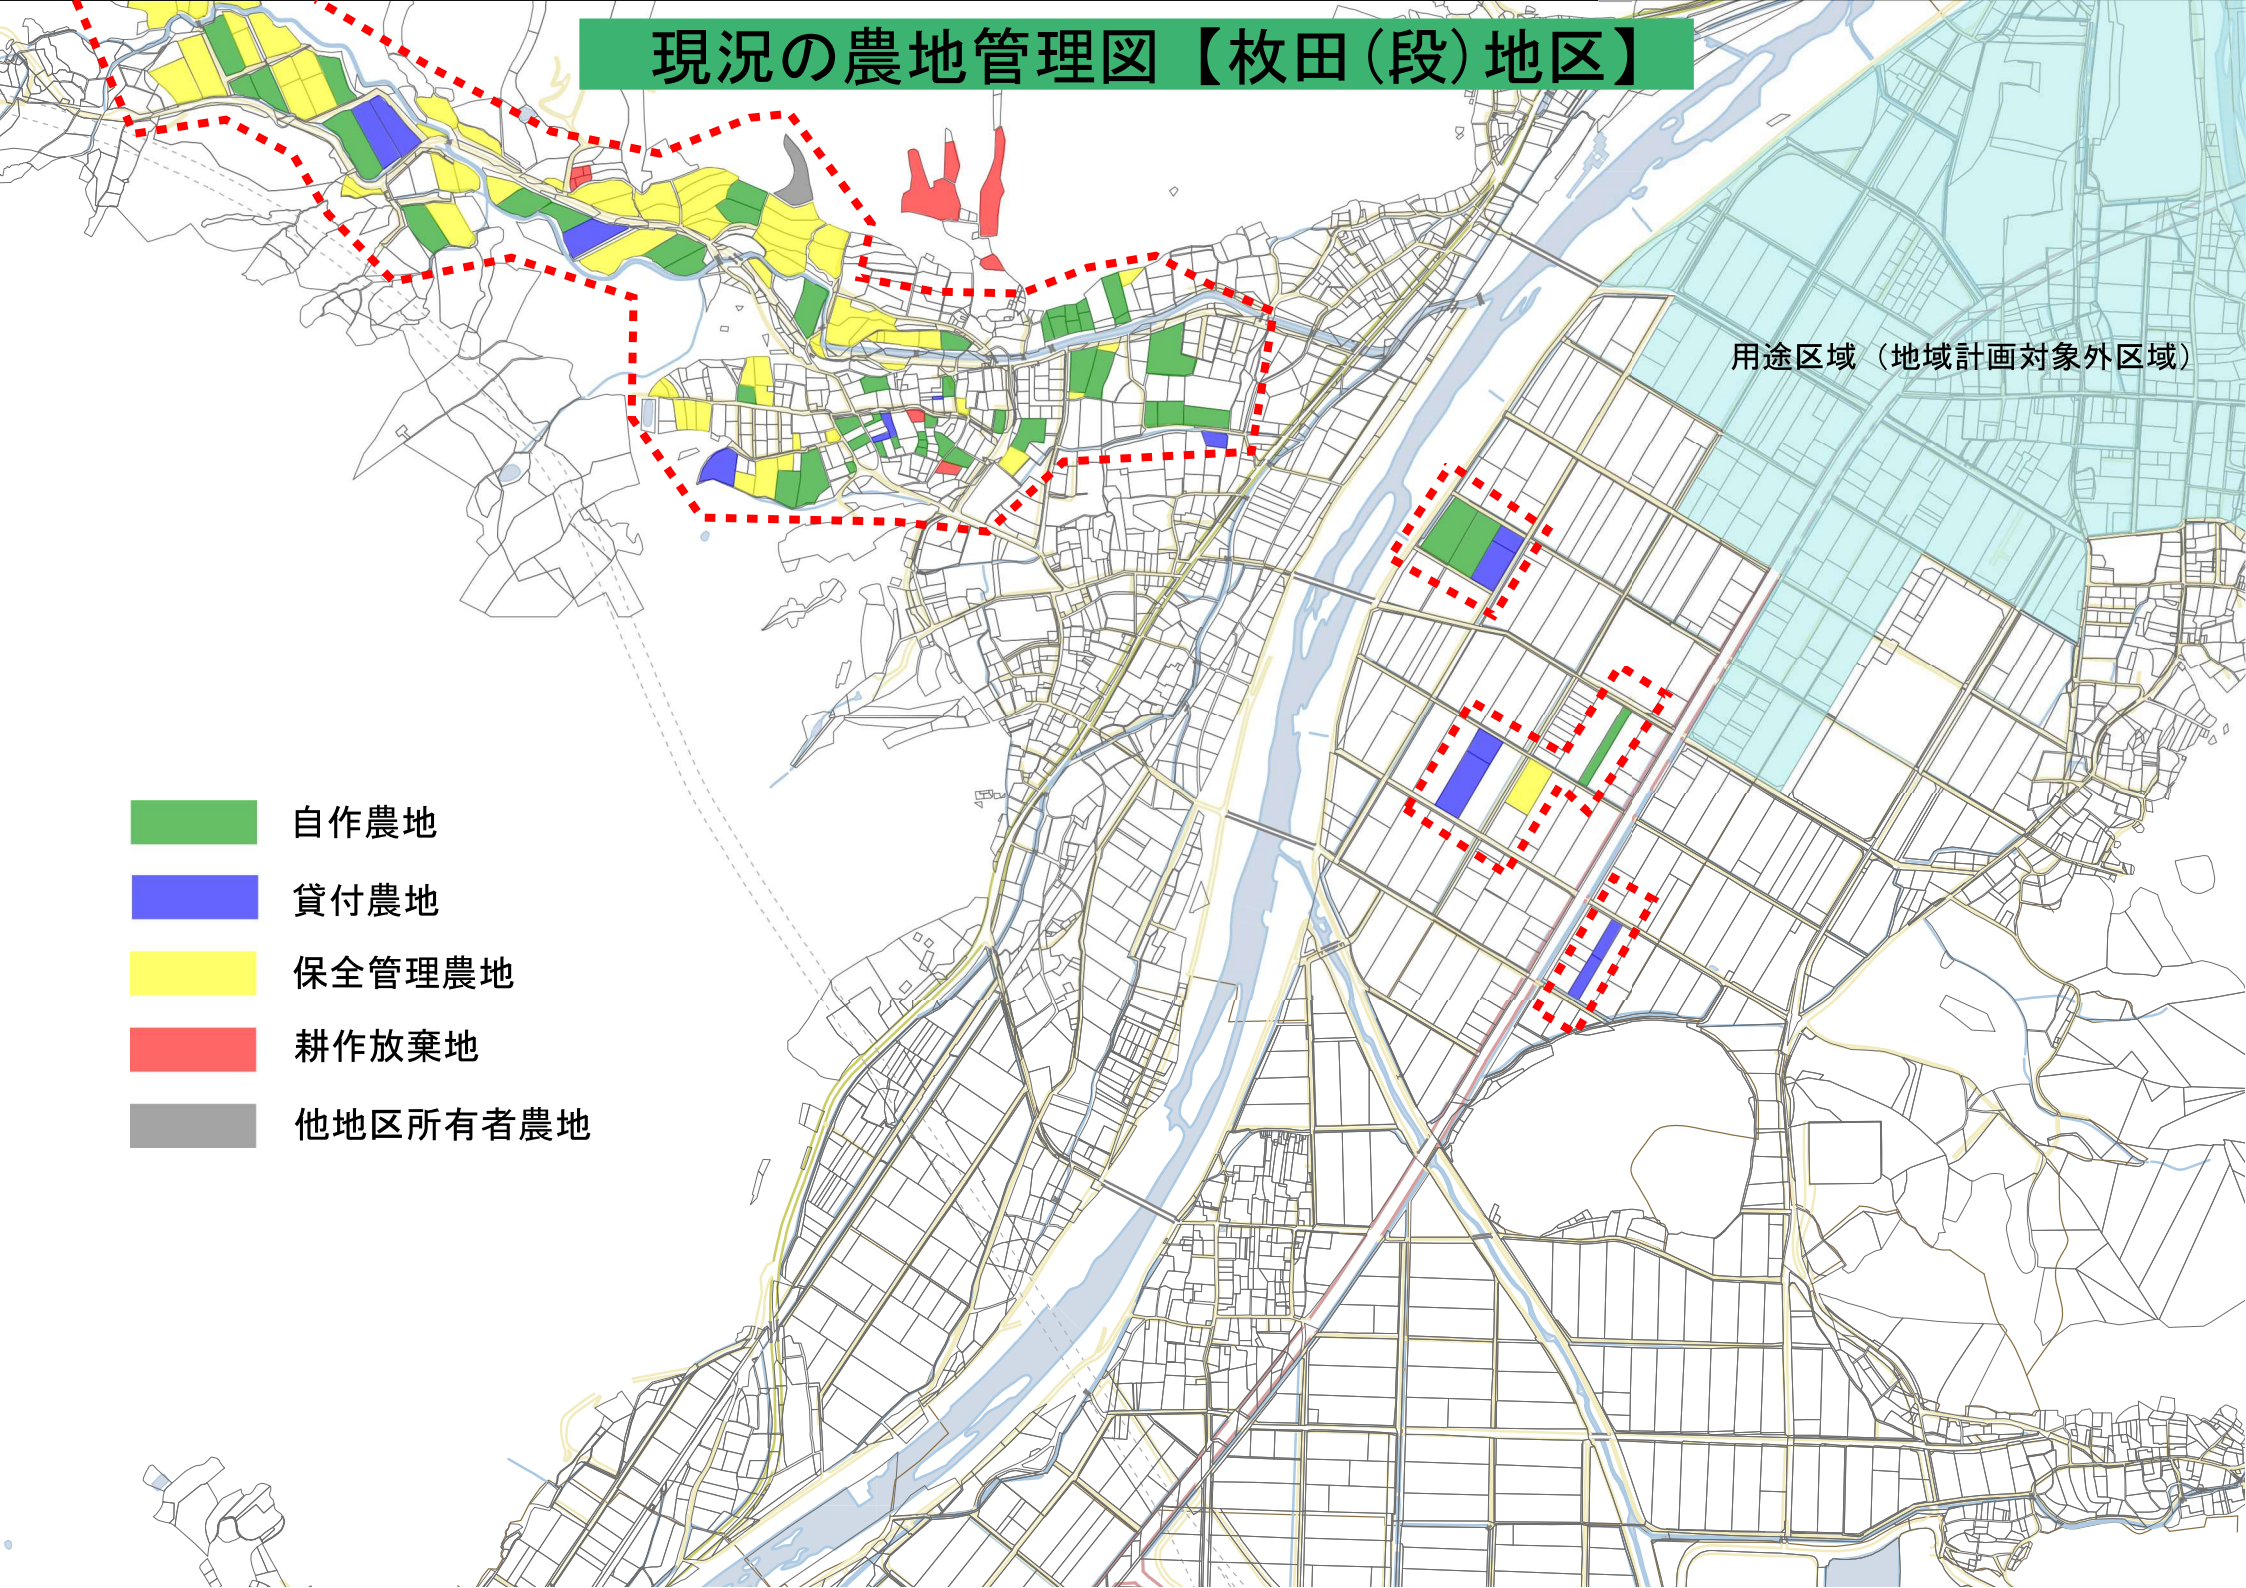 現況の農地管理図【枚田(段)地区】
用途区域（地域計画対象外区域）
自作農地
貸付農地
保全管理農地
耕作放棄地
他地区所有者農地